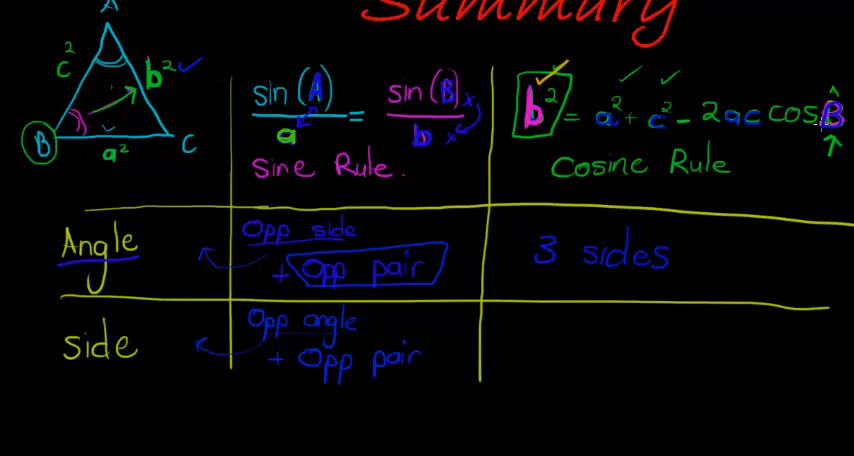 Summary
A
c²
b²
B
a²
C
sin(A)/a = sin(B)/b
Sine Rule.
b² = a² + c² - 2ac cos B̂
Cosine Rule
Angle
Opp side
+ Opp pair
3 sides
Side
Opp angle
+ Opp pair